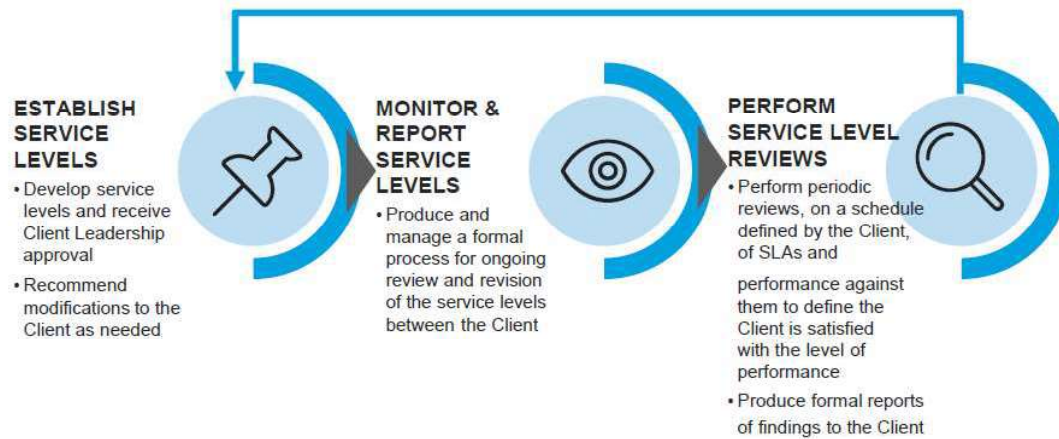 ESTABLISH
SERVICE
LEVELS
• Develop service
levels and receive
Client Leadership
approval
• Recommend
modifications to the
Client as needed
MONITOR &
REPORT
SERVICE
LEVELS
• Produce and
manage a formal
process for ongoing
review and revision
of the service levels
between the Client
PERFORM
SERVICE LEVEL
REVIEWS
• Perform periodic
reviews, on a schedule
defined by the Client,
of SLAs and
performance against
them to define the
Client is satisfied
with the level of
performance
• Produce formal reports
of findings to the Client